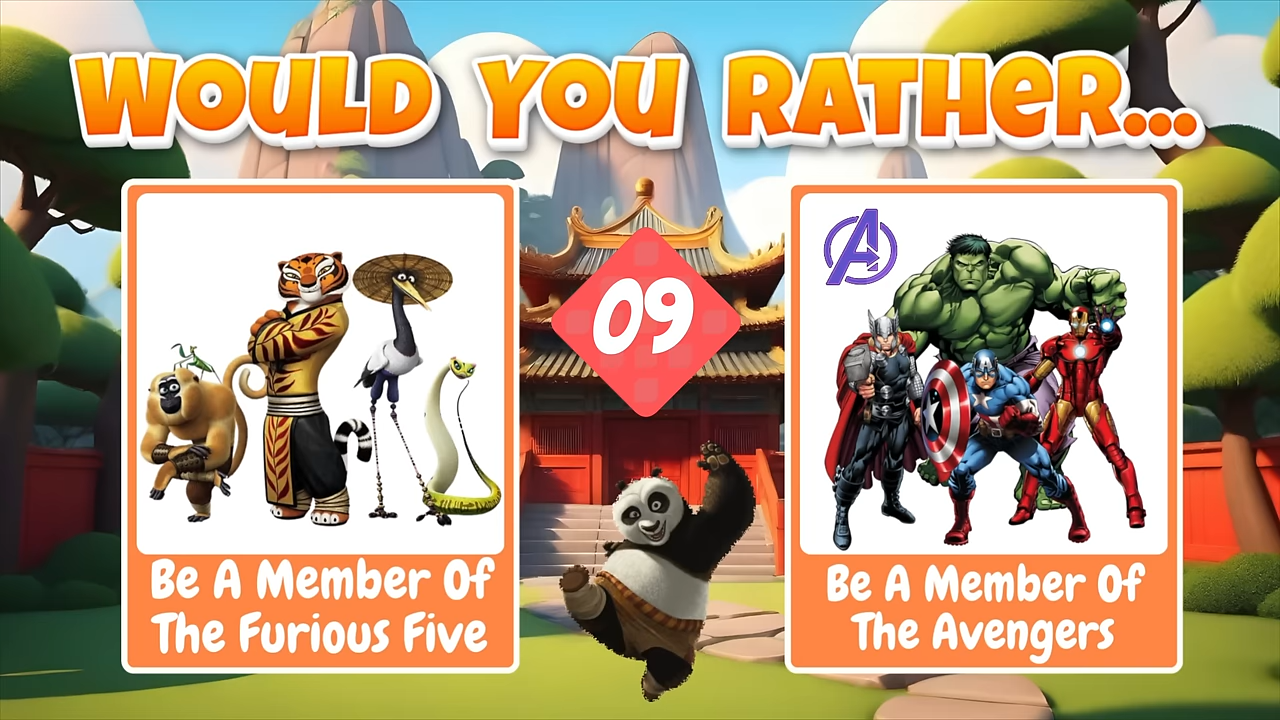 WOULD YOU RATHER...
09
Be A Member Of
The Furious Five
A
Be A Member Of
The Avengers